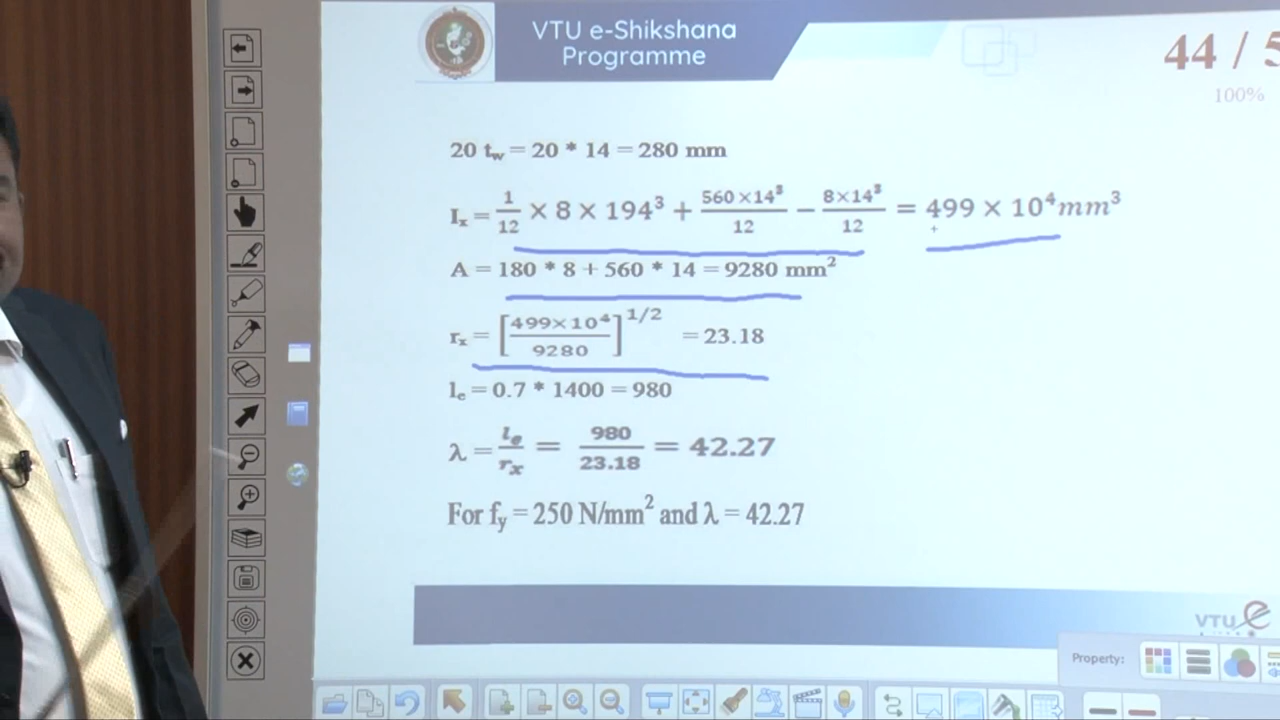 VTU e-Shikshana
Programme
44 / 5
100%
20 t_w = 20 * 14 = 280 mm
I_x = 1/12 × 8 × 194³ + 560×14³/12 − 8×14³/12 = 499 × 10⁴ mm³
A = 180 * 8 + 560 * 14 = 9280 mm²
r_x = [499×10⁴/9280]^1/2 = 23.18
l_e = 0.7 * 1400 = 980
λ = l_e/r_x = 980/23.18 = 42.27
For f_y = 250 N/mm² and λ = 42.27
VTU e
Property: